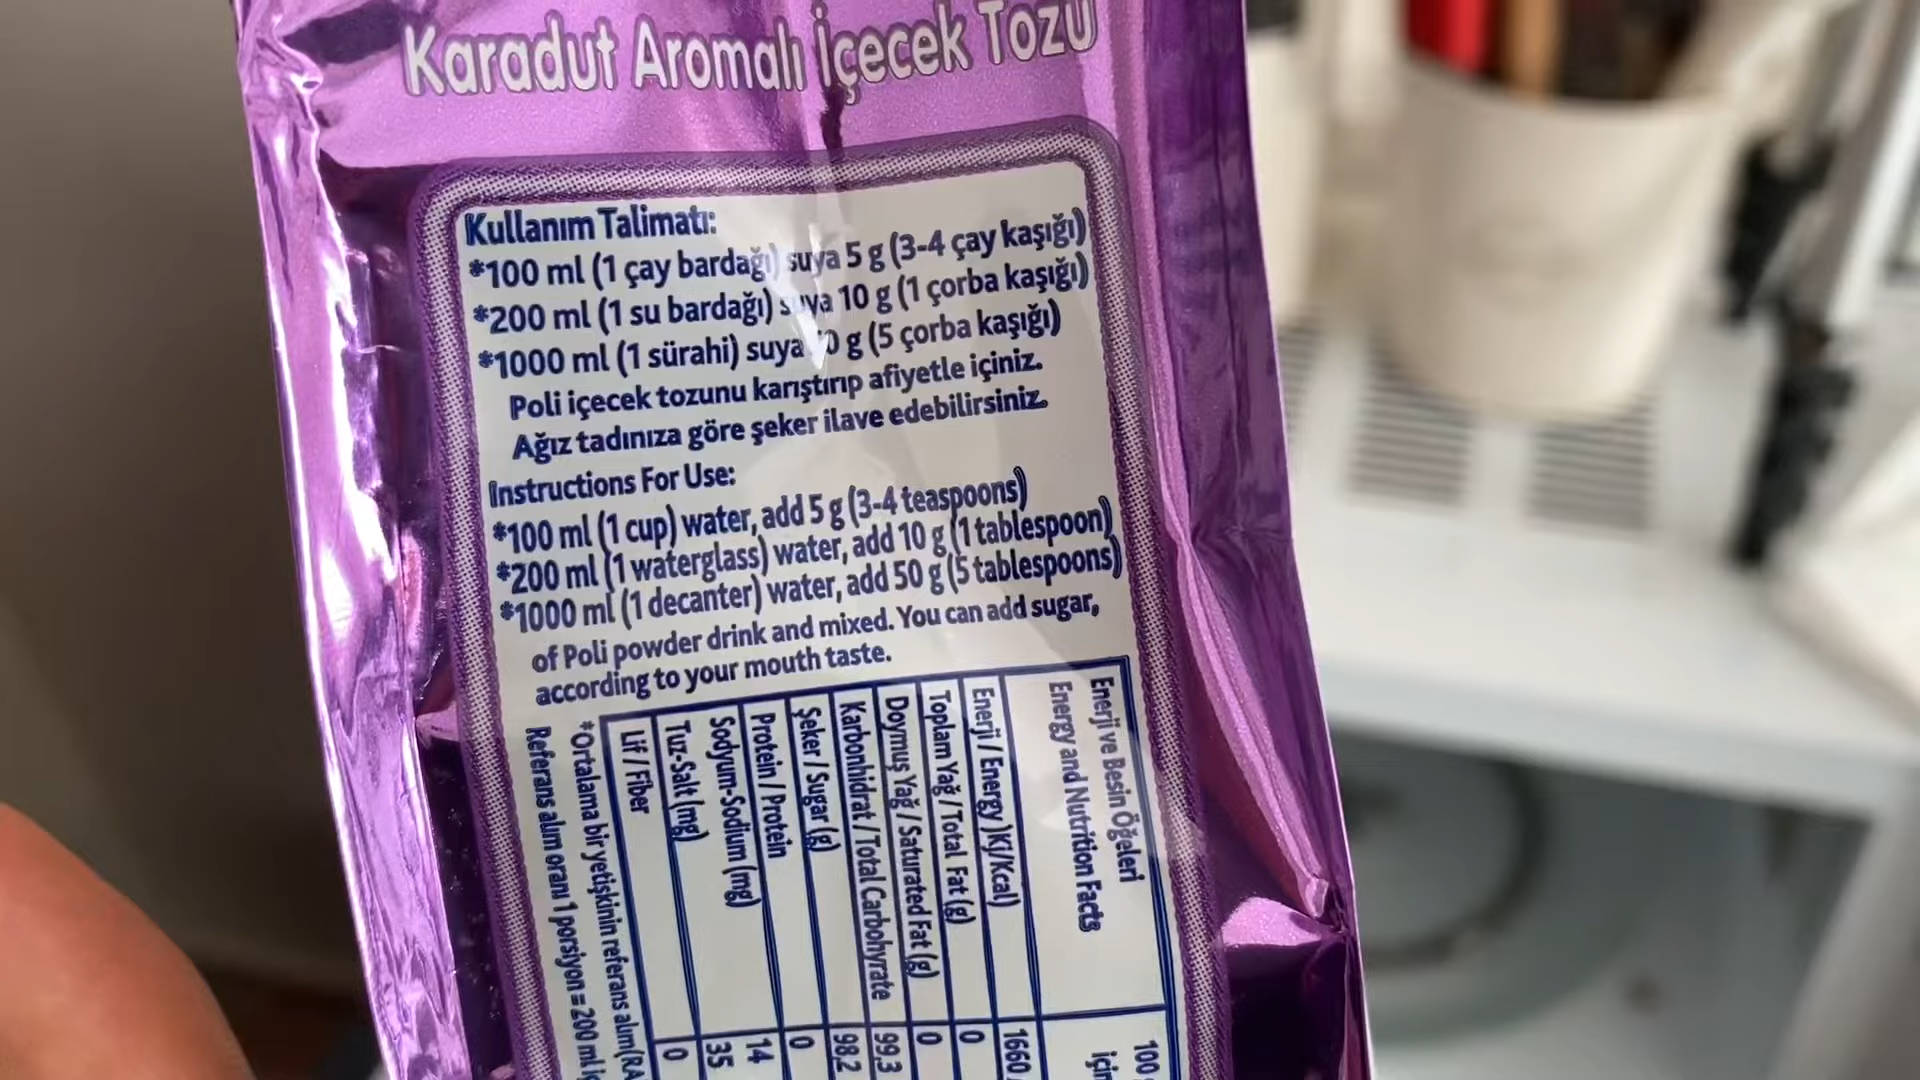 Karadut Aromalı İçecek Tozu
Kullanım Talimatı:
*100 ml (1 çay bardağı) suya 5 g (3-4 çay kaşığı)
*200 ml (1 su bardağı) suya 10 g (1 çorba kaşığı)
*1000 ml (1 sürahi) suya g (5 çorba kaşığı)
Poli içecek tozunu karıştırıp afiyetle içiniz.
Ağız tadınıza göre şeker ilave edebilirsiniz.
Instructions For Use:
*100 ml (1 cup) water, add 5 g (3-4 teaspoons)
*200 ml (1 waterglass) water, add 10 g (1 tablespoon)
*1000 ml (1 decanter) water, add 50 g (5 tablespoons)
of Poli powder drink and mixed. You can add sugar,
according to your mouth taste.
Enerji ve Besin Öğeleri 100
Energy and Nutrition Facts için
Enerji / Energy )Kj/Kcal) 1660
Toplam Yağ / Total Fat (g) 0
Doymuş Yağ / Saturated Fat (g) 0
Karbonhidrat / Total Carbohyrate 99,3
Şeker / Sugar (g) 98,2
Protein / Protein 0
Sodyum-Sodium (mg) 14
Tuz-Salt (mg) 35
Lif / Fiber 0
*Ortalama bir yetişkinin referans alım(RA
Referans alım oranı 1 porsiyon = 200 ml